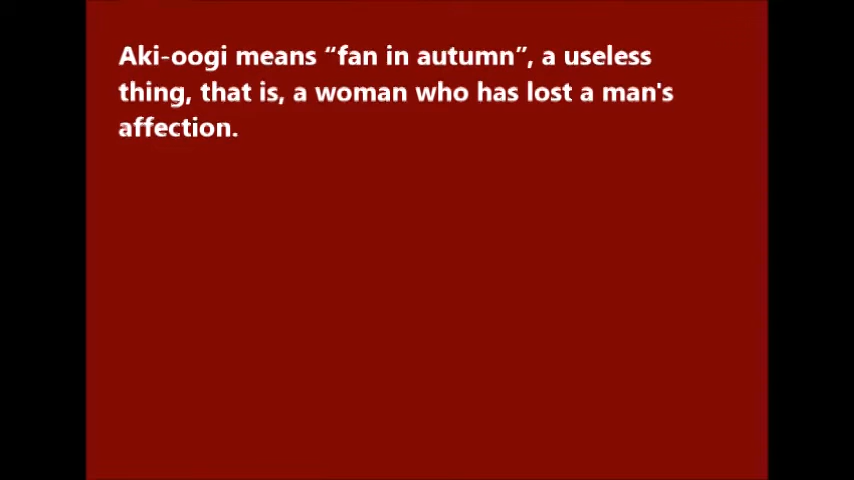 Aki-oogi means “fan in autumn”, a useless
thing, that is, a woman who has lost a man's
affection.